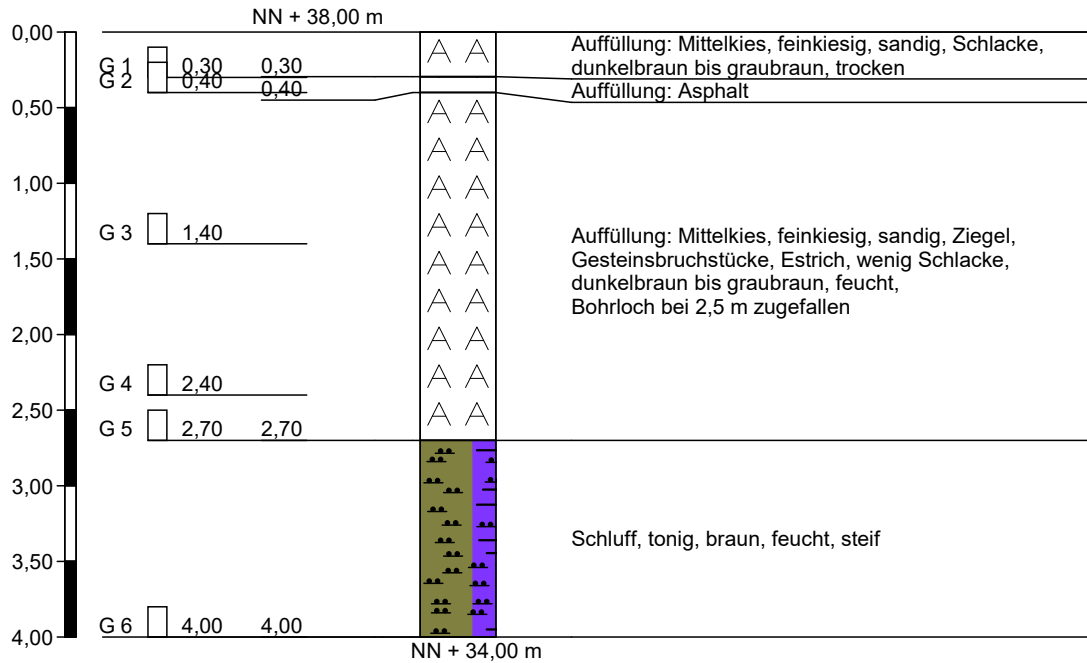 NN + 38,00 m
0,00
Auffüllung: Mittelkies, feinkiesig, sandig, Schlacke,
dunkelbraun bis graubraun, trocken
G 1 0,30 0,30
G 2 0,40 0,40
Auffüllung: Asphalt
0,50
1,00
G 3 1,40
Auffüllung: Mittelkies, feinkiesig, sandig, Ziegel,
Gesteinsbruchstücke, Estrich, wenig Schlacke,
dunkelbraun bis graubraun, feucht,
Bohrloch bei 2,5 m zugefallen
1,50
2,00
G 4 2,40
2,50
G 5 2,70 2,70
3,00
3,50
Schluff, tonig, braun, feucht, steif
4,00
G 6 4,00 4,00
NN + 34,00 m